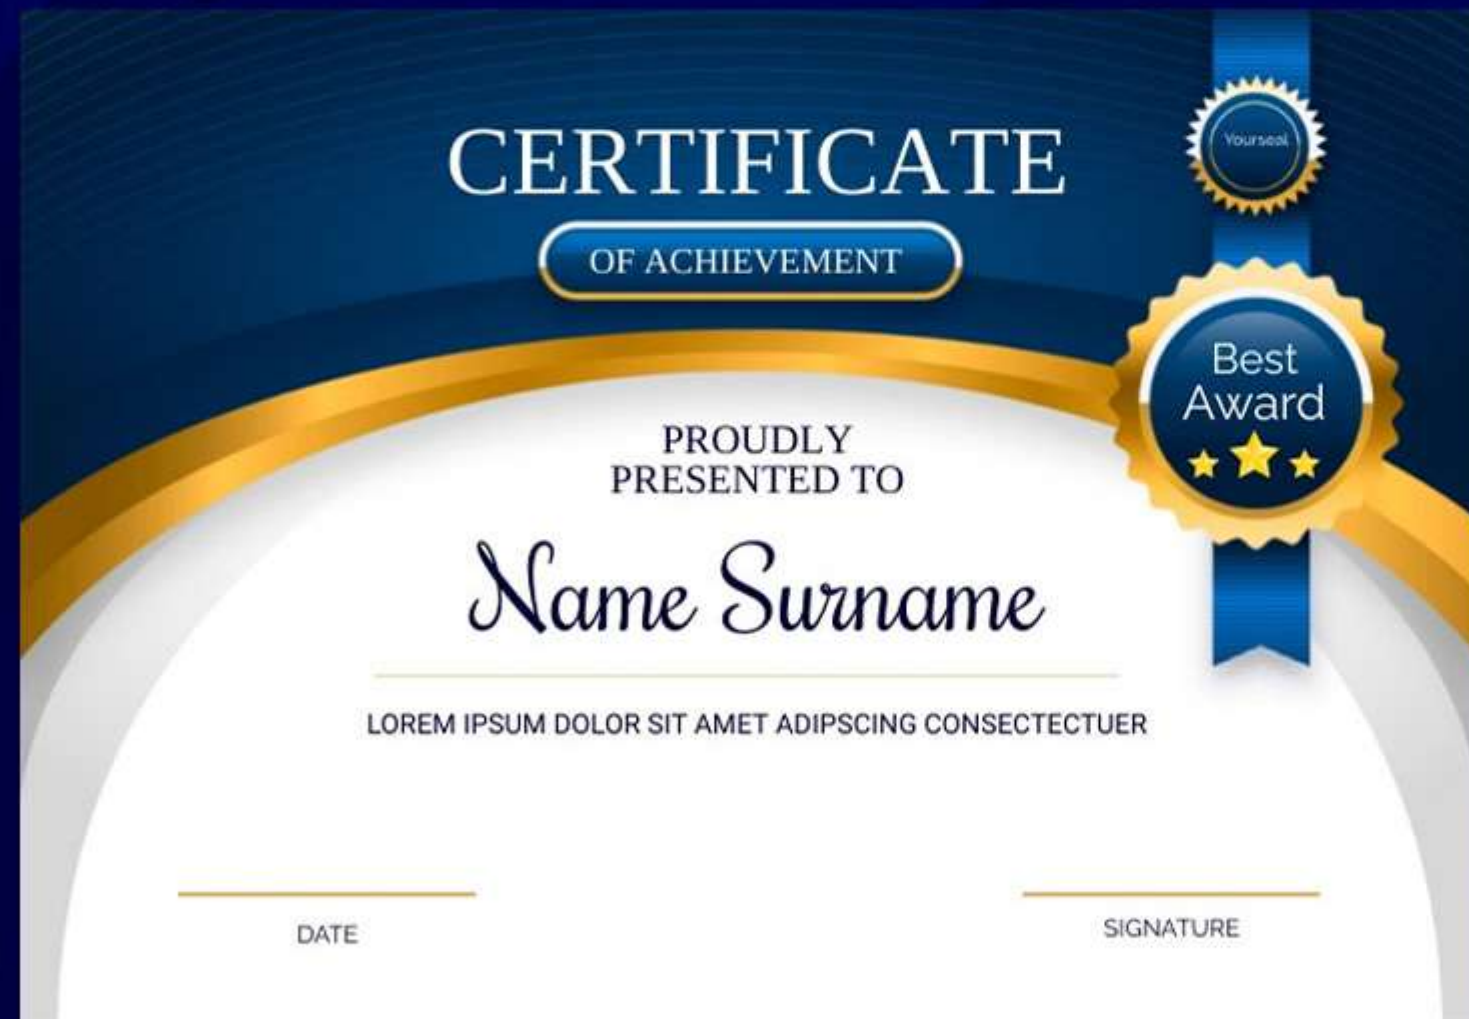 CERTIFICATE
Yourseal
OF ACHIEVEMENT
Best
Award
PROUDLY
PRESENTED TO
Name Surname
LOREM IPSUM DOLOR SIT AMET ADIPSCING CONSECTECTUER
DATE
SIGNATURE